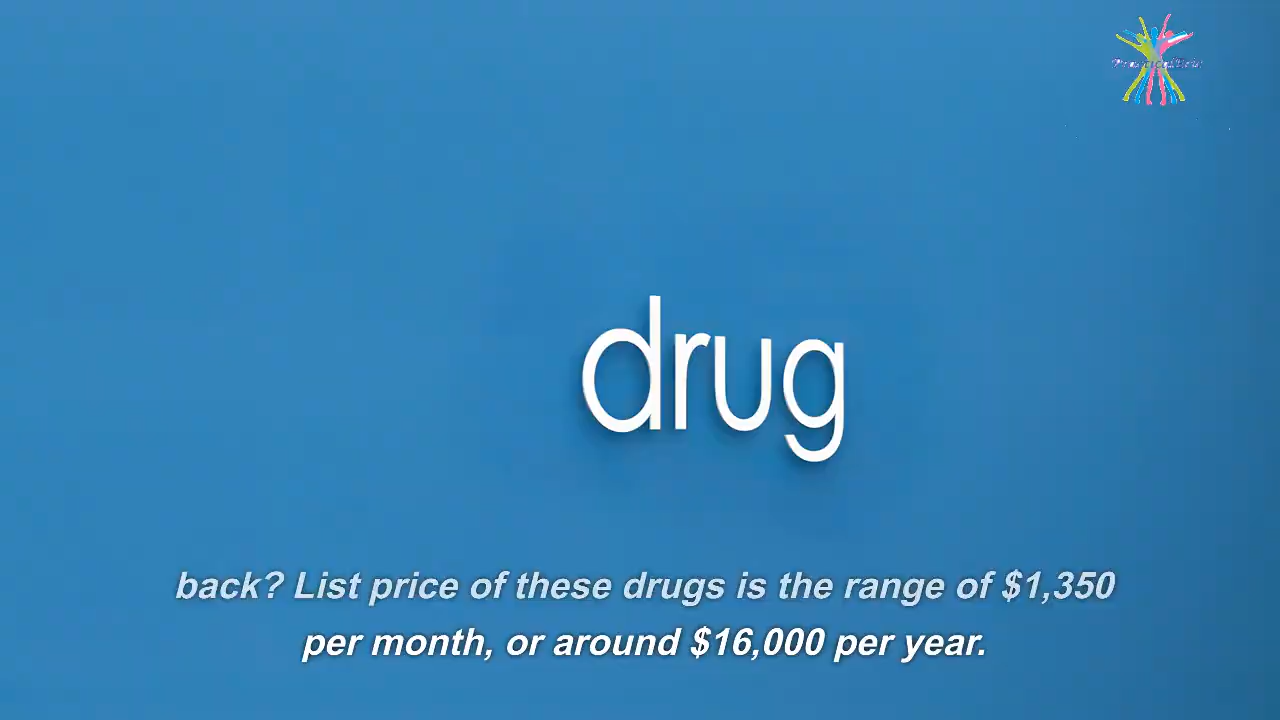 drug
back? List price of these drugs is the range of $1,350
per month, or around $16,000 per year.